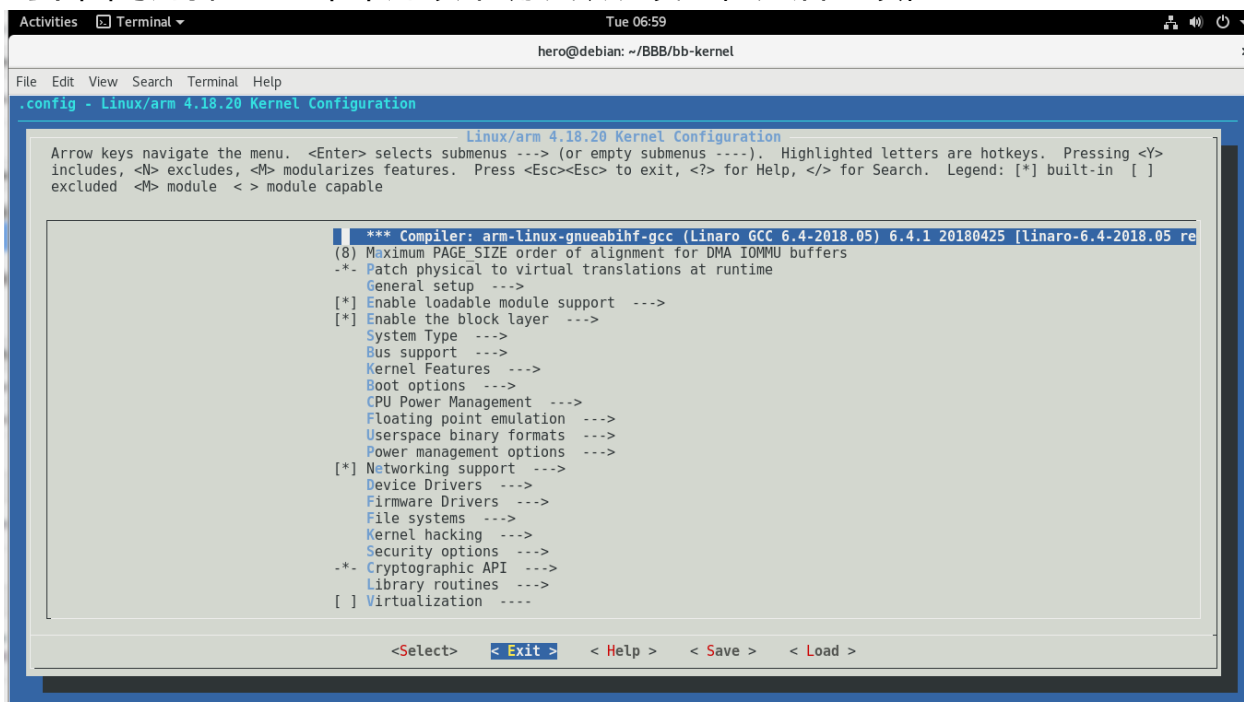 Activities Terminal Tue 06:59
hero@debian: ~/BBB/bb-kernel
File Edit View Search Terminal Help
.config - Linux/arm 4.18.20 Kernel Configuration
Linux/arm 4.18.20 Kernel Configuration
Arrow keys navigate the menu. <Enter> selects submenus ---> (or empty submenus ----). Highlighted letters are hotkeys. Pressing <Y>
includes, <N> excludes, <M> modularizes features. Press <Esc><Esc> to exit, <?> for Help, </> for Search. Legend: [*] built-in [ ]
excluded <M> module < > module capable
*** Compiler: arm-linux-gnueabihf-gcc (Linaro GCC 6.4-2018.05) 6.4.1 20180425 [linaro-6.4-2018.05 re
(8) Maximum PAGE_SIZE order of alignment for DMA IOMMU buffers
-*- Patch physical to virtual translations at runtime
General setup --->
[*] Enable loadable module support --->
[*] Enable the block layer --->
System Type --->
Bus support --->
Kernel Features --->
Boot options --->
CPU Power Management --->
Floating point emulation --->
Userspace binary formats --->
Power management options --->
[*] Networking support --->
Device Drivers --->
Firmware Drivers --->
File systems --->
Kernel hacking --->
Security options --->
-*- Cryptographic API --->
Library routines --->
[ ] Virtualization ----
<Select> < Exit > < Help > < Save > < Load >